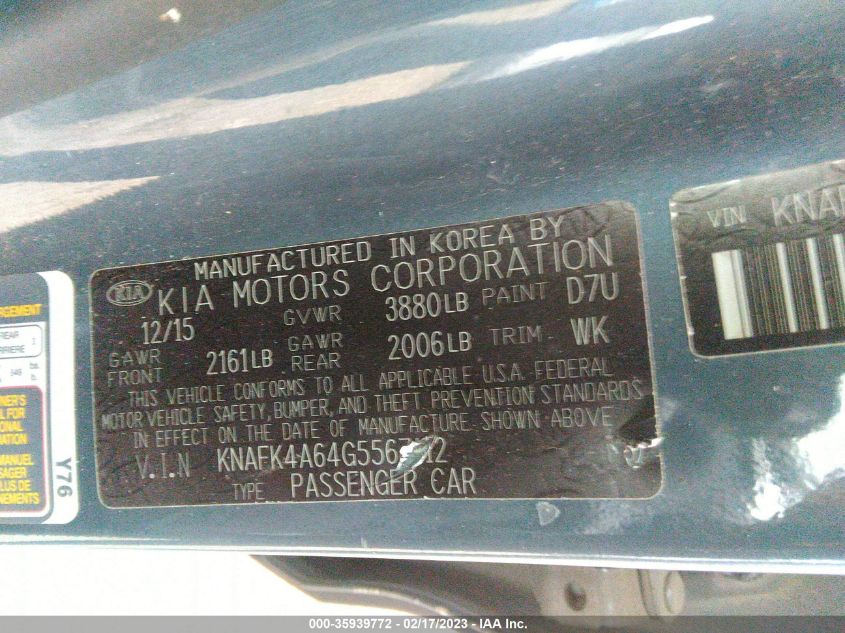 MANUFACTURED IN KOREA BY
KIA KIA MOTORS CORPORATION
12/15 GVWR 3880LB PAINT D7U
GAWR FRONT 2161LB GAWR REAR 2006LB TRIM WK
THIS VEHICLE CONFORMS TO ALL APPLICABLE U.S.A. FEDERAL
MOTOR VEHICLE SAFETY, BUMPER, AND THEFT PREVENTION STANDARDS
IN EFFECT ON THE DATE OF MANUFACTURE SHOWN ABOVE
V.I.N
TYPE PASSENGER CAR
VIN
Y76
000-35939772 - 02/17/2023 - IAA Inc.